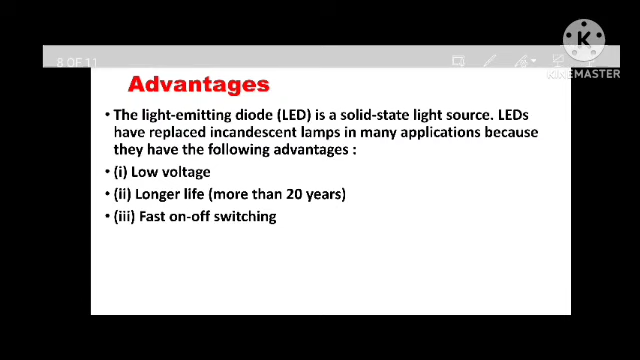 8 OF 11
KINEMASTER
Advantages
• The light-emitting diode (LED) is a solid-state light source. LEDs
have replaced incandescent lamps in many applications because
they have the following advantages :
• (i) Low voltage
• (ii) Longer life (more than 20 years)
• (iii) Fast on-off switching